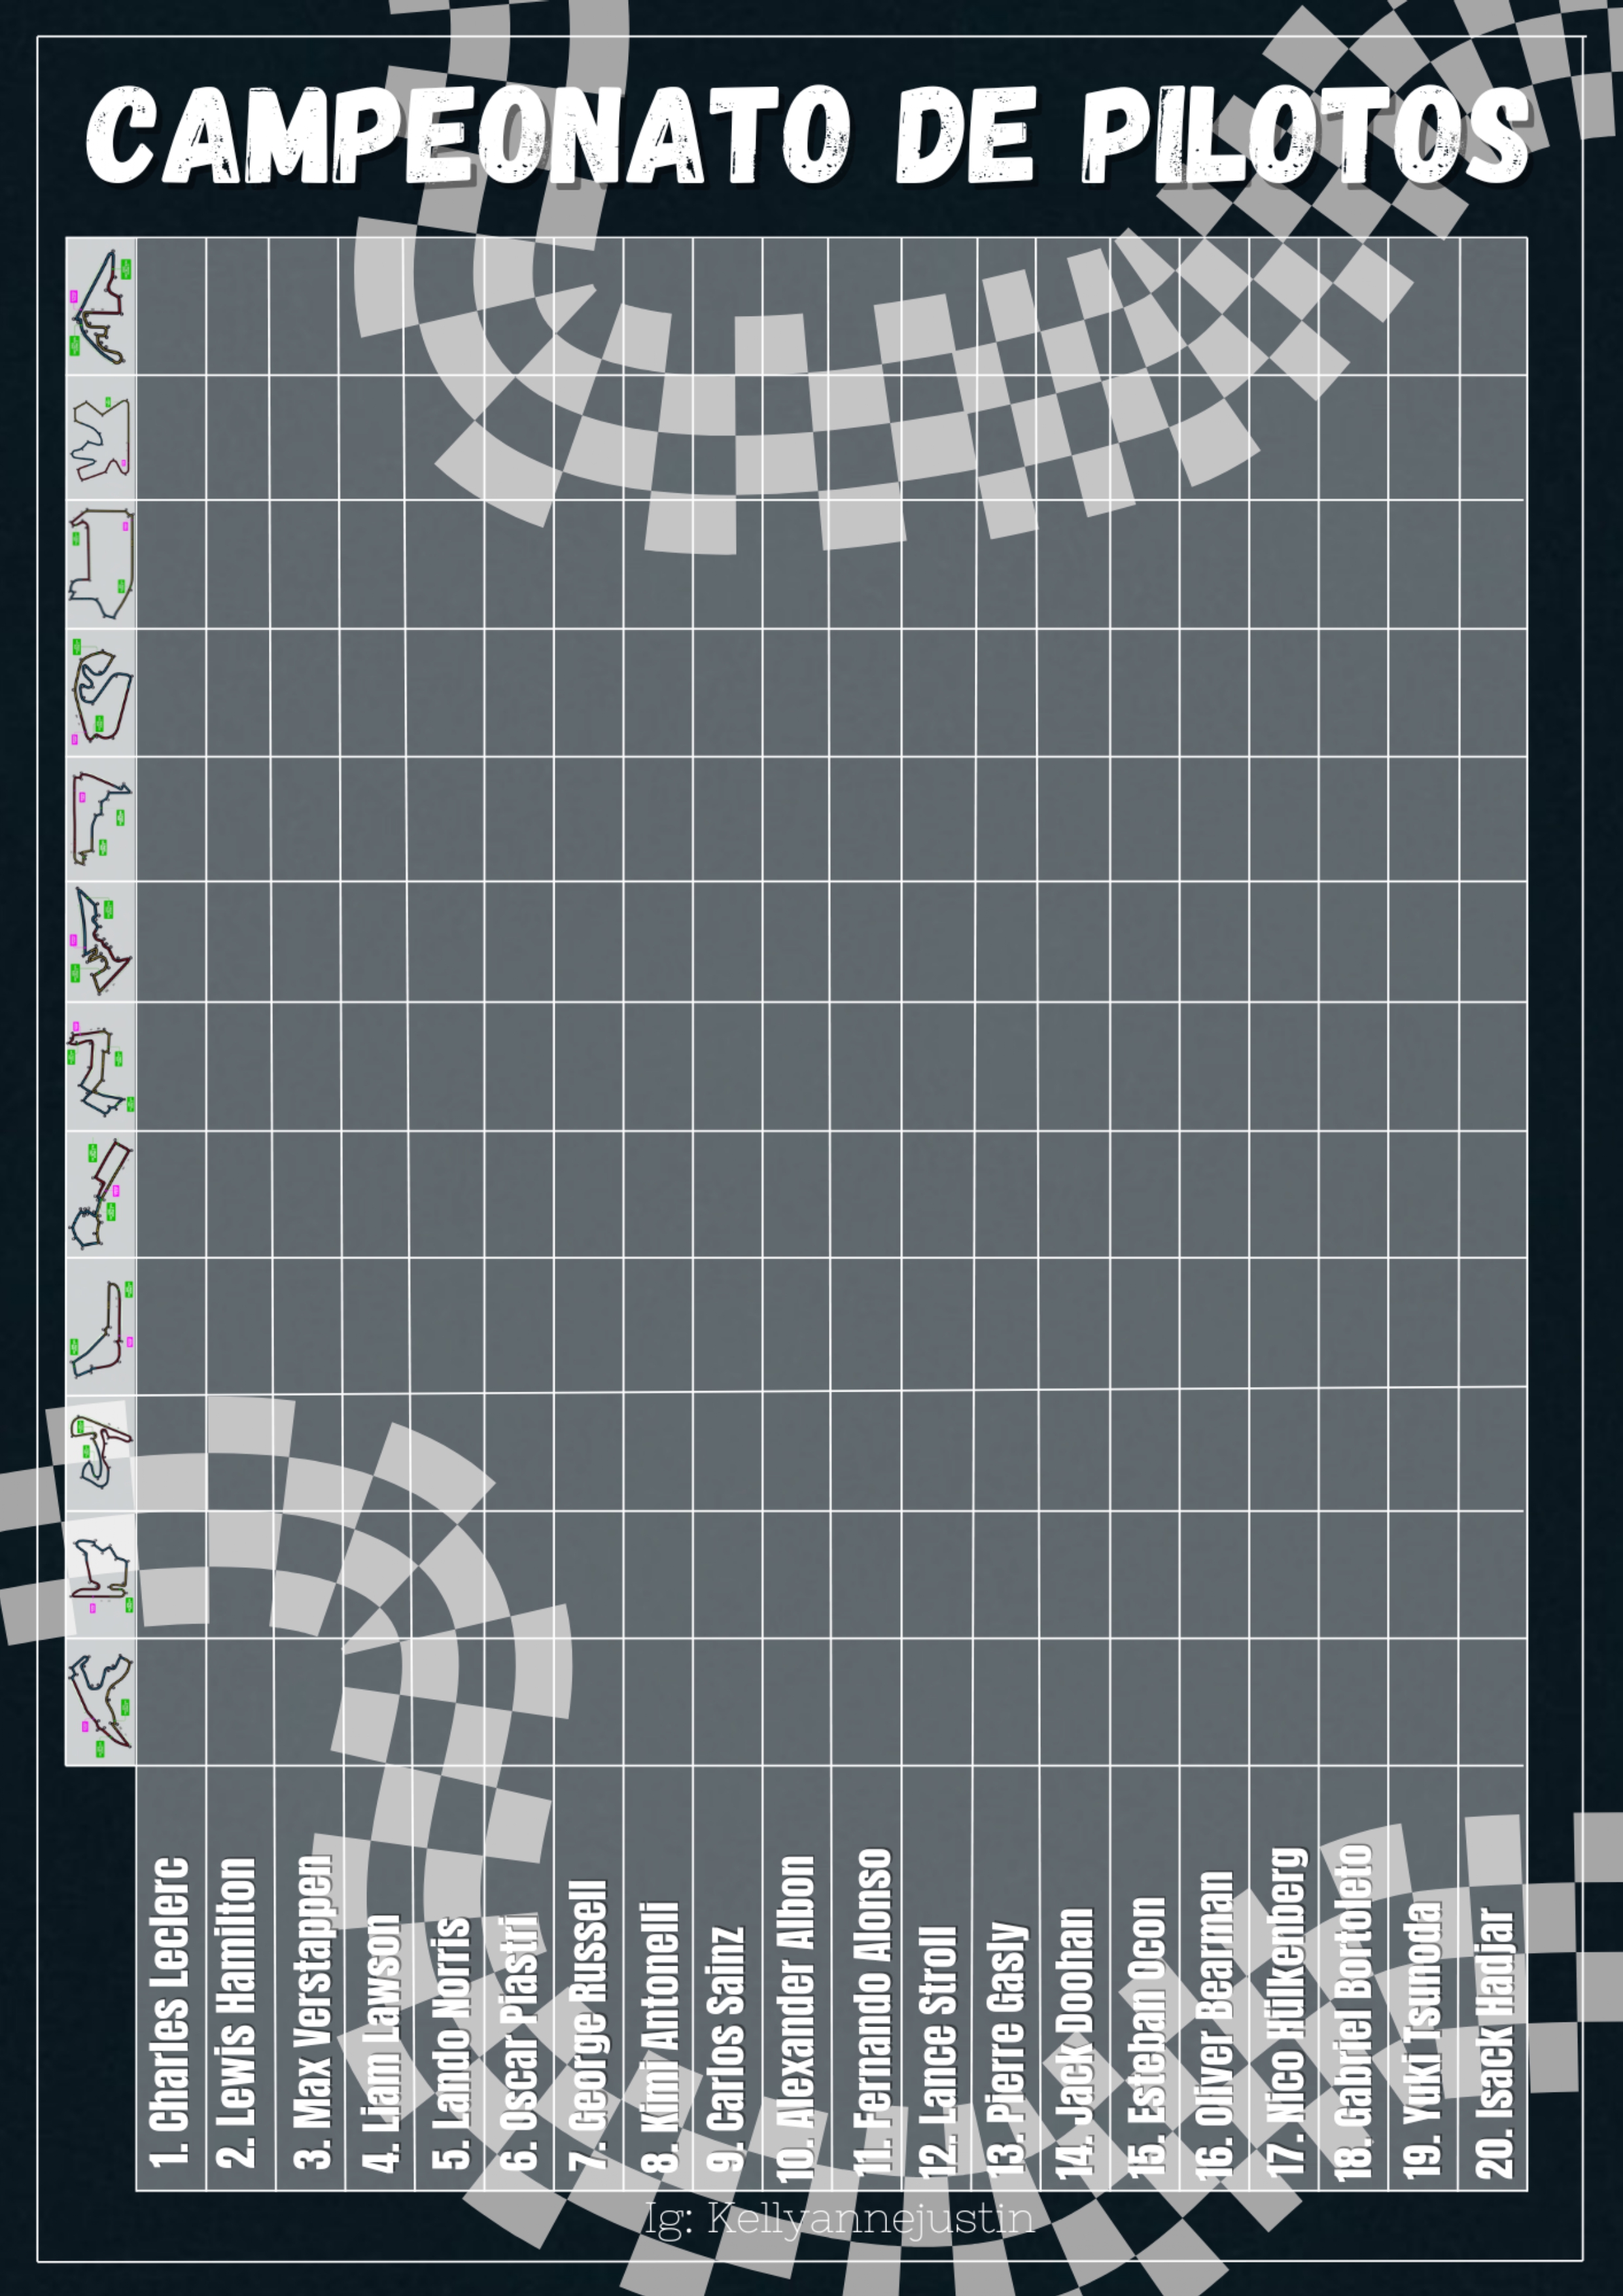 CAMPEONATO DE PILOTOS
1. Charles Leclerc
2. Lewis Hamilton
3. Max Verstappen
4. Liam Lawson
5. Lando Norris
6. Oscar Piastri
7. George Russell
8. Kimi Antonelli
9. Carlos Sainz
10. Alexander Albon
11. Fernando Alonso
12. Lance Stroll
13. Pierre Gasly
14. Jack Doohan
15. Esteban Ocon
16. Oliver Bearman
17. Nico Hülkenberg
18. Gabriel Bortoleto
19. Yuki Tsunoda
20. Isack Hadjar
Ig: Kellyannejustin